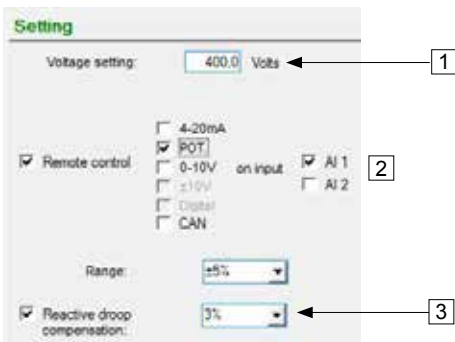 Setting
Voltage setting: 400,0 Volts 1
4-20mA
POT.
Remote control 0-10V on input AI 1 2
±10V AI 2
Digital
CAN
Range: ±5%
Reactive droop compensation: 3% 3